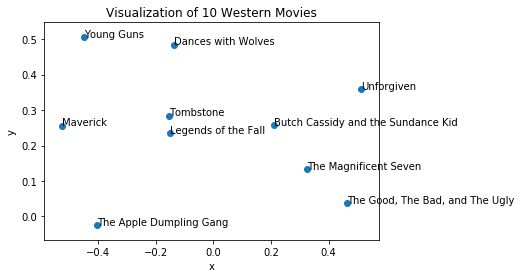 Visualization of 10 Western Movies
0.5
0.4
0.3
0.2
0.1
0.0
y
Young Guns
Dances with Wolves
Unforgiven
Tombstone
Maverick
Butch Cassidy and the Sundance Kid
Legends of the Fall
The Magnificent Seven
The Good, The Bad, and The Ugly
The Apple Dumpling Gang
−0.4
−0.2
0.0
0.2
0.4
x